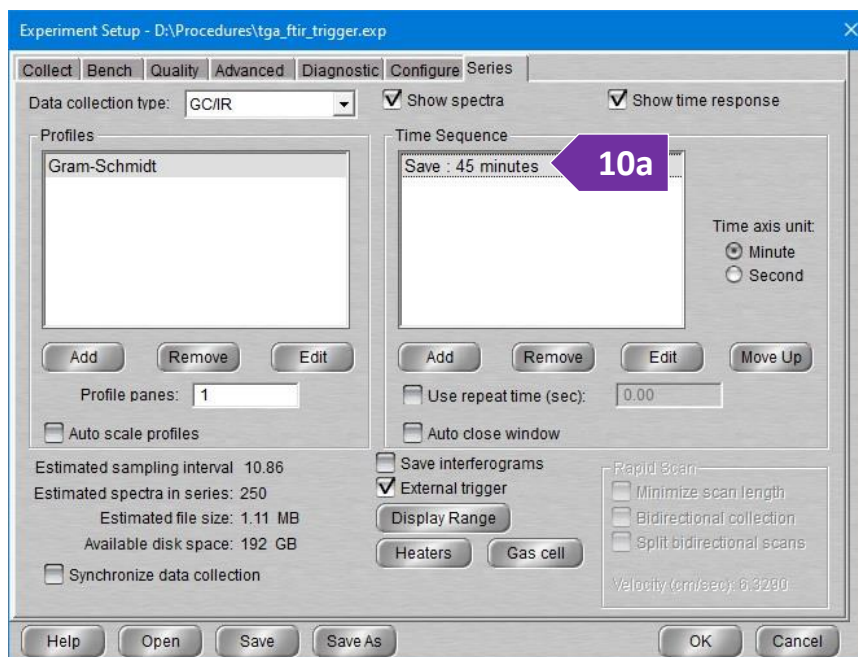 Experiment Setup - D:\Procedures\tga_ftir_trigger.exp
Collect Bench Quality Advanced Diagnostic Configure Series
Data collection type: GC/IR Show spectra Show time response
Profiles
Gram-Schmidt
Add Remove Edit
Profile panes: 1
Auto scale profiles
Time Sequence
Save : 45 minutes
10a
Time axis unit:
Minute
Second
Add Remove Edit Move Up
Use repeat time (sec): 0.00
Auto close window
Estimated sampling interval 10.86
Estimated spectra in series: 250
Estimated file size: 1.11 MB
Available disk space: 192 GB
Synchronize data collection
Save interferograms
External trigger
Display Range
Heaters Gas cell
Rapid Scan
Minimize scan length
Bidirectional collection
Split bidirectional scans
Velocity (cm/sec): 6.3290
Help Open Save Save As OK Cancel